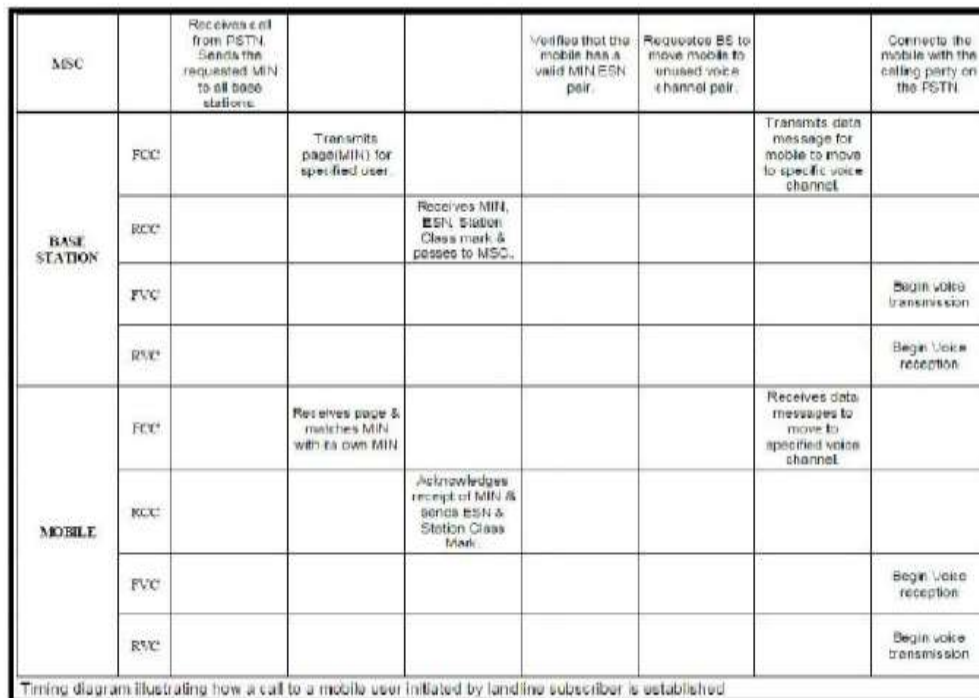 MSC
Receives call
from PSTN.
Sends the
requested MIN
to all base
stations.
Verifies that the
mobile has a
valid MIN,ESN
pair.
Requestes BS to
move mobile to
unused voice
channel pair.
Connects the
mobile with the
calling party on
the PSTN.
BASE
STATION
FCC
Transmits
page(MIN) for
specified user.
Transmits data
message for
mobile to move
to specific voice
channel.
RCC
Receives MIN,
ESN, Station
Class mark &
passes to MSC.
FVC
Begin voice
transmission
RVC
Begin Voice
reception
MOBILE
FCC
Receives page &
matches MIN
with its own MIN
Receives data
messages to
move to
specified voice
channel.
RCC
Acknowledges
receipt of MIN &
sends ESN &
Station Class
Mark.
FVC
Begin Voice
reception
RVC
Begin voice
transmission
Timing diagram illustrating how a call to a mobile user initiated by landline subscriber is established